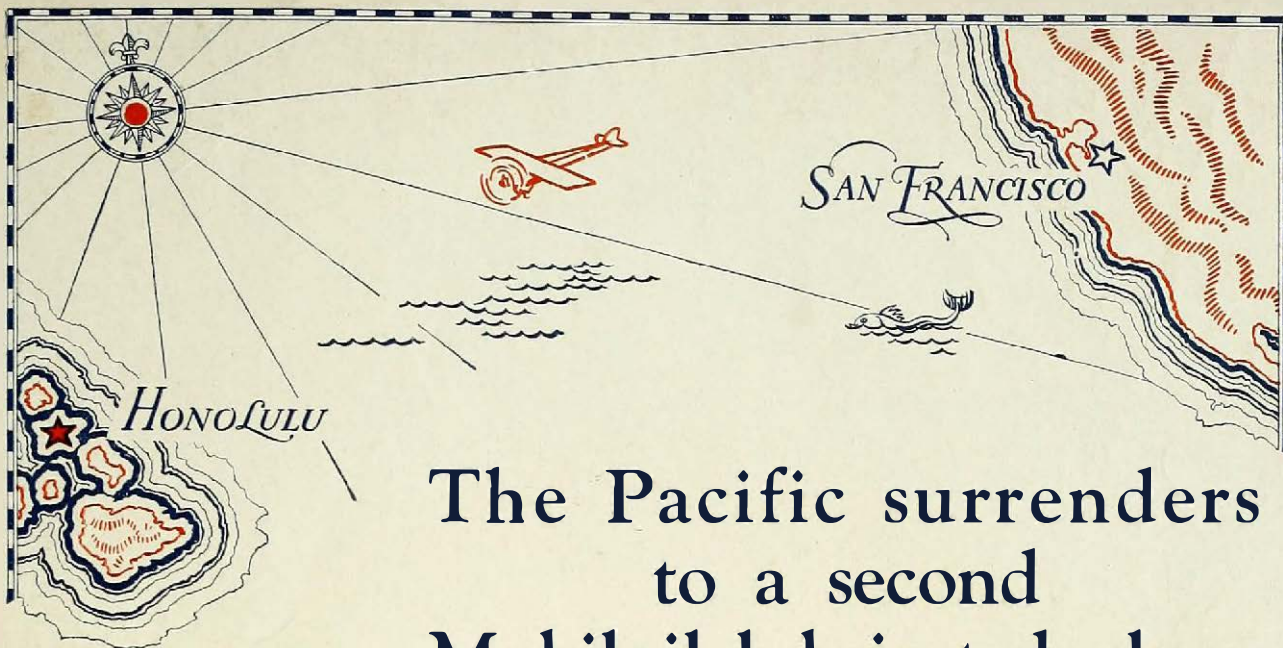 SAN FRANCISCO
HONOLULU
The Pacific surrenders
to a second